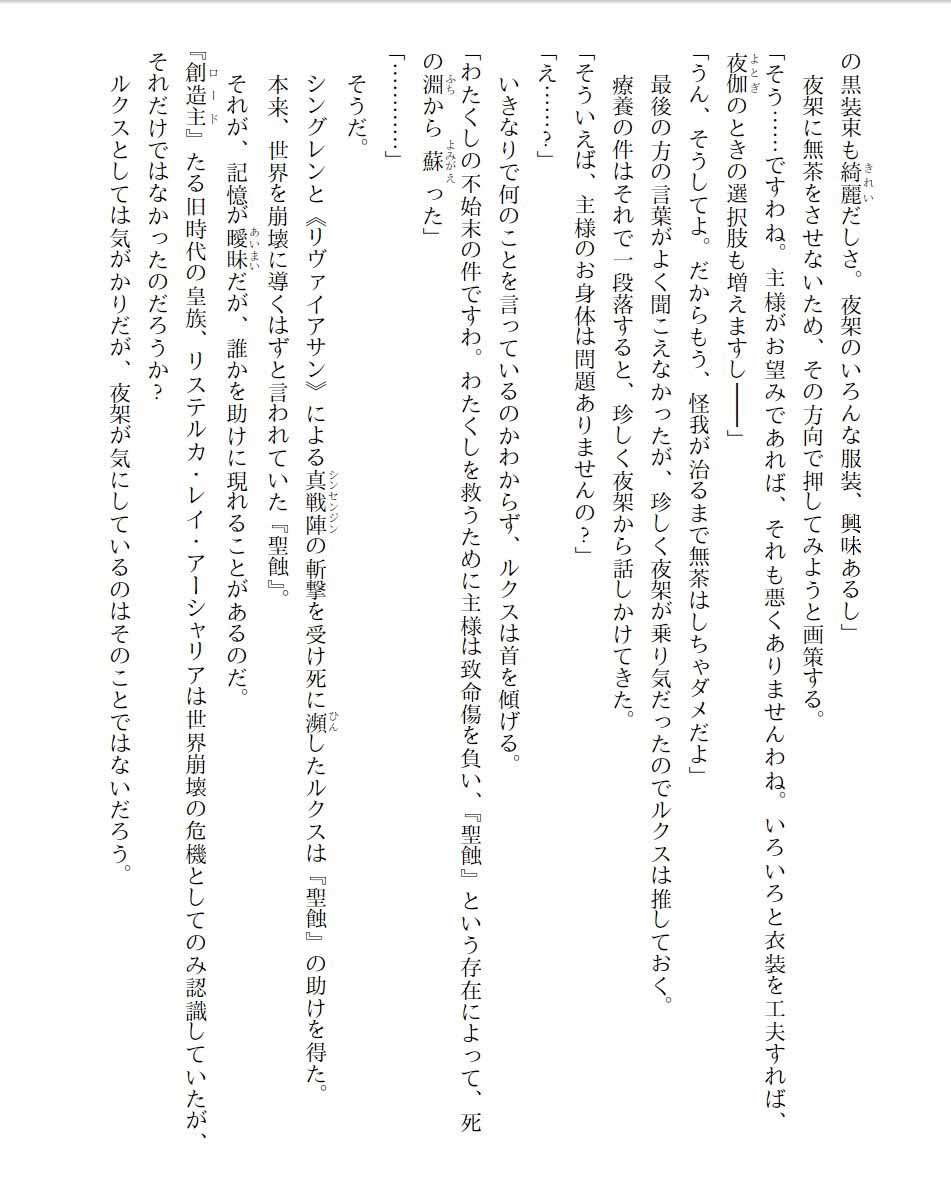 の黒装束も綺麗だしさ。夜架のいろんな服装、興味あるし」
　夜架に無茶をさせないため、その方向で押してみようと画策する。
「そう……ですわね。主様がお望みであれば、それも悪くありませんわね。いろいろと衣装を工夫すれば、
夜伽のときの選択肢も増えますし――」
「うん、そうしてよ。だからもう、怪我が治るまで無茶はしちゃダメだよ」
　最後の方の言葉がよく聞こえなかったが、珍しく夜架が乗り気だったのでルクスは推しておく。
　療養の件はそれで一段落すると、珍しく夜架から話しかけてきた。
「そういえば、主様のお身体は問題ありませんの？」
「え……？」
　いきなりで何のことを言っているのかわからず、ルクスは首を傾げる。
「わたくしの不始末の件ですわ。わたくしを救うために主様は致命傷を負い、『聖蝕』という存在によって、死
の淵から蘇った」
「…………」
　そうだ。
　シングレンと《リヴァイアサン》による真戦陣の斬撃を受け死に瀕したルクスは『聖蝕』の助けを得た。
　本来、世界を崩壊に導くはずと言われていた『聖蝕』。
　それが、記憶が曖昧だが、誰かを助けに現れることがあるのだ。
『創造主』たる旧時代の皇族、リステルカ・レイ・アーシャリアは世界崩壊の危機としてのみ認識していたが、
それだけではなかったのだろうか？
　ルクスとしては気がかりだが、夜架が気にしているのはそのことではないだろう。